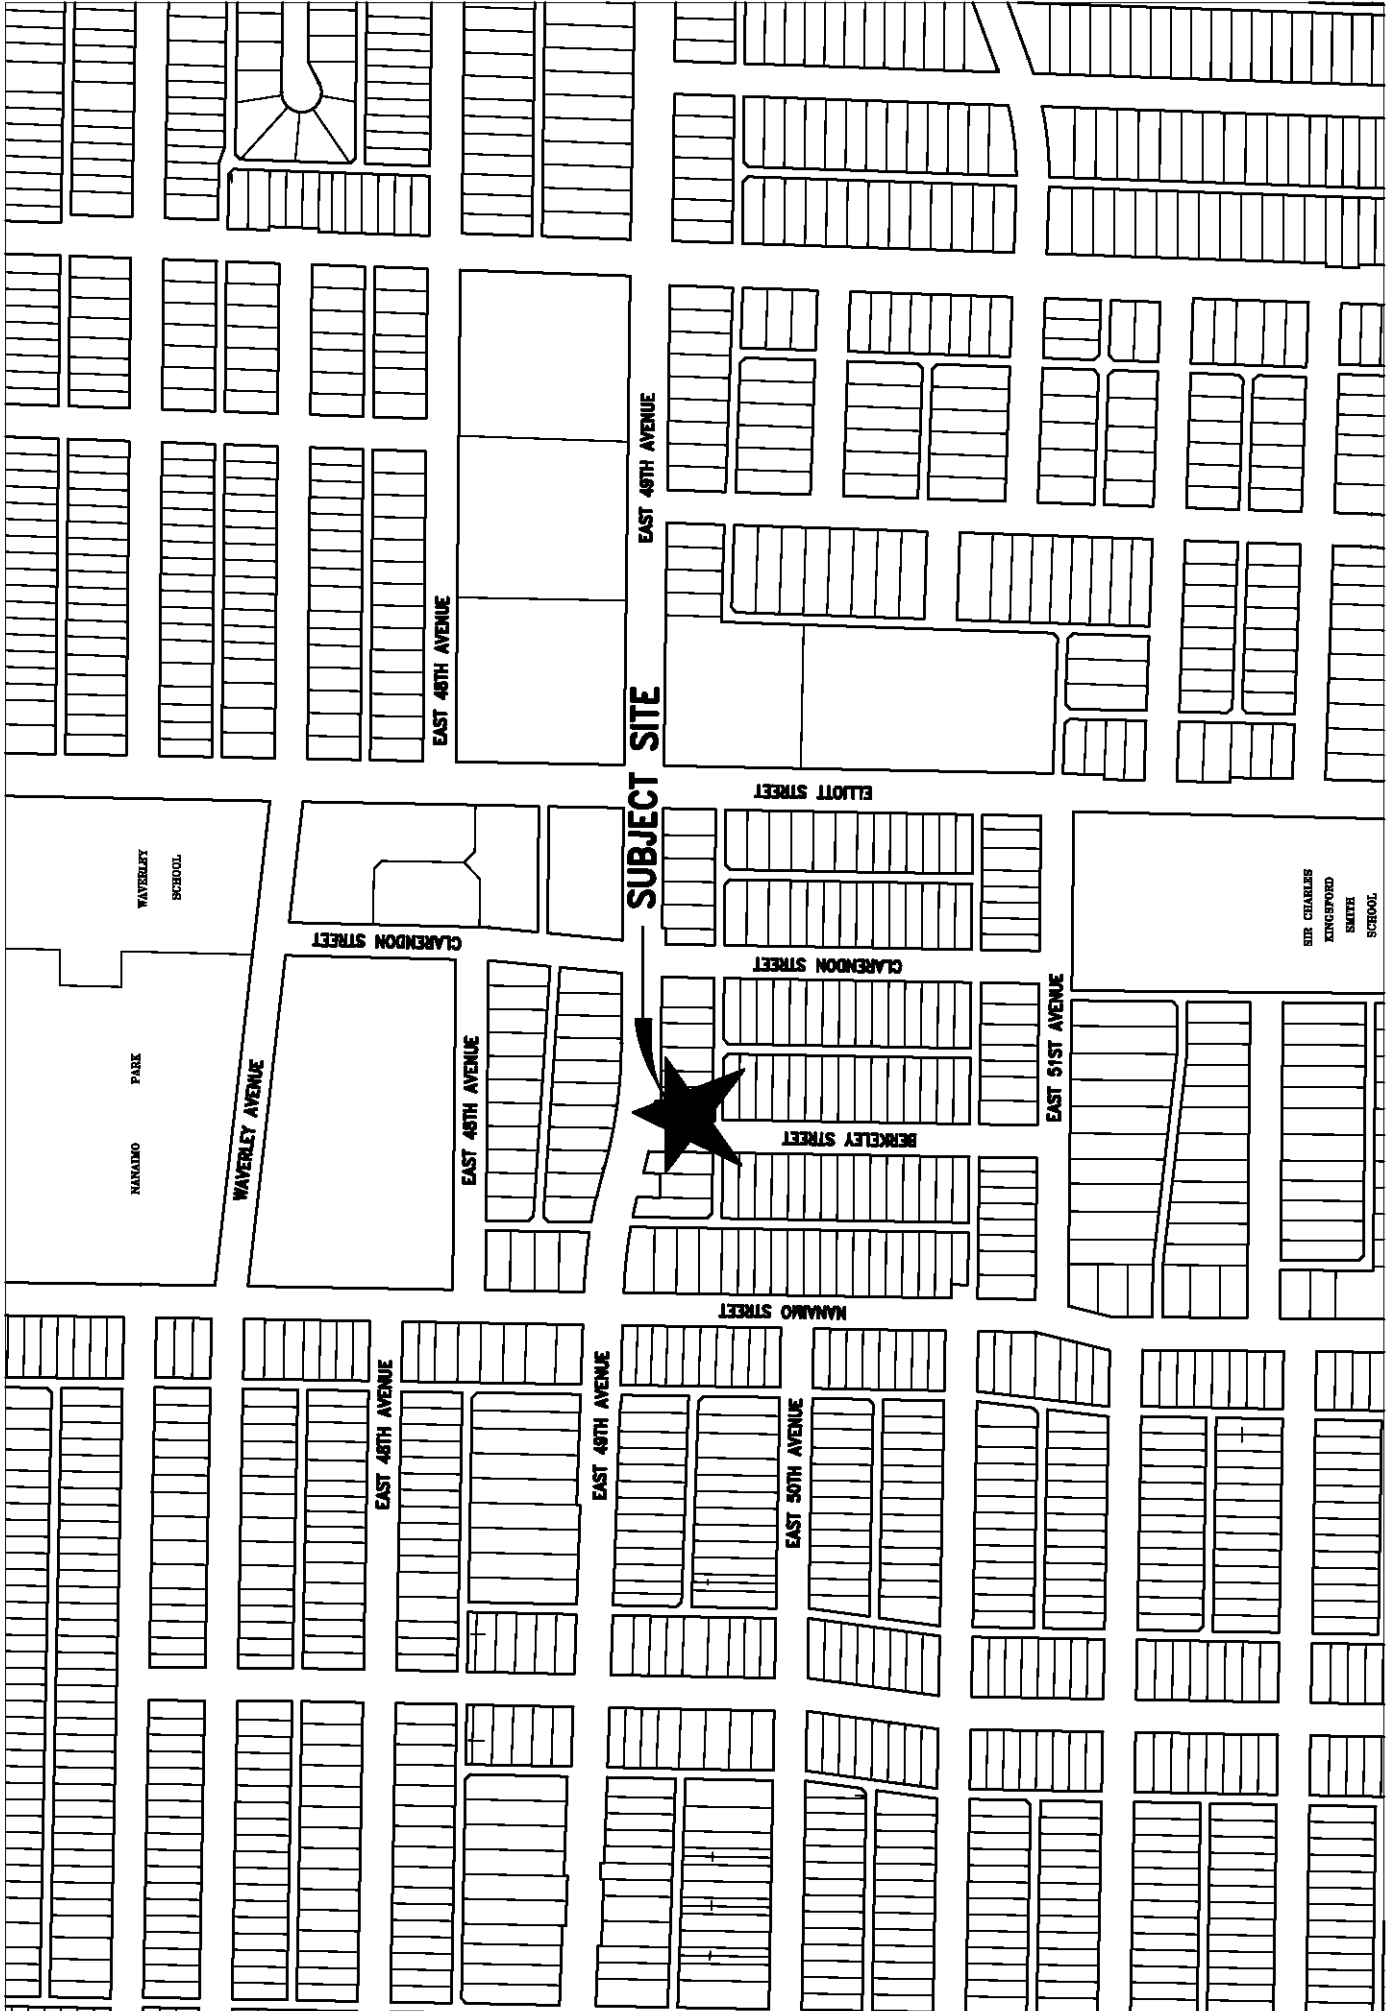 EAST 49TH AVENUE
EAST 48TH AVENUE
SUBJECT SITE
ELLIOTT STREET
WAVERLEY
SCHOOL
SIR CHARLES
KINGSFORD
SMITH
SCHOOL
CLARENDON STREET
CLARENDON STREET
NANAIMO PARK
WAVERLEY AVENUE
EAST 48TH AVENUE
EAST 51ST AVENUE
BERKELEY STREET
NANAIMO STREET
EAST 48TH AVENUE
EAST 49TH AVENUE
EAST 50TH AVENUE